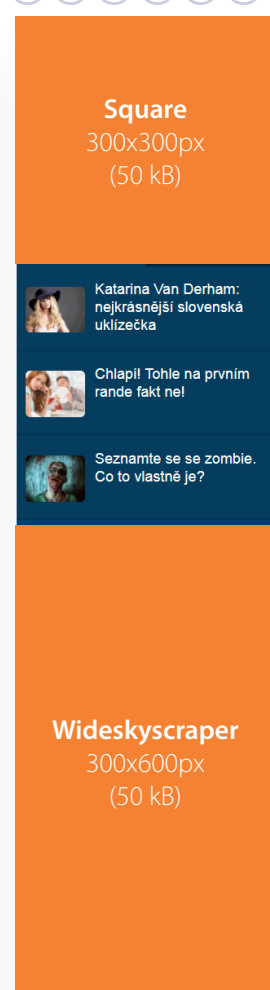 Square
300x300px
(50 kB)
Katarina Van Derham:
nejkrásnější slovenská
uklízečka
Chlapi! Tohle na prvním
rande fakt ne!
Seznamte se se zombie.
Co to vlastně je?
Wideskyscraper
300x600px
(50 kB)